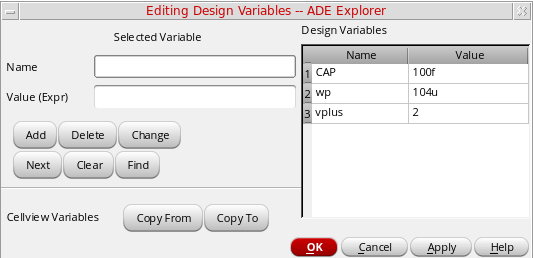 Editing Design Variables -- ADE Explorer
Selected Variable
Name
Value (Expr)
Add Delete Change
Next Clear Find
Cellview Variables Copy From Copy To
Design Variables
Name Value
1 CAP 100f
2 wp 104u
3 vplus 2
OK Cancel Apply Help